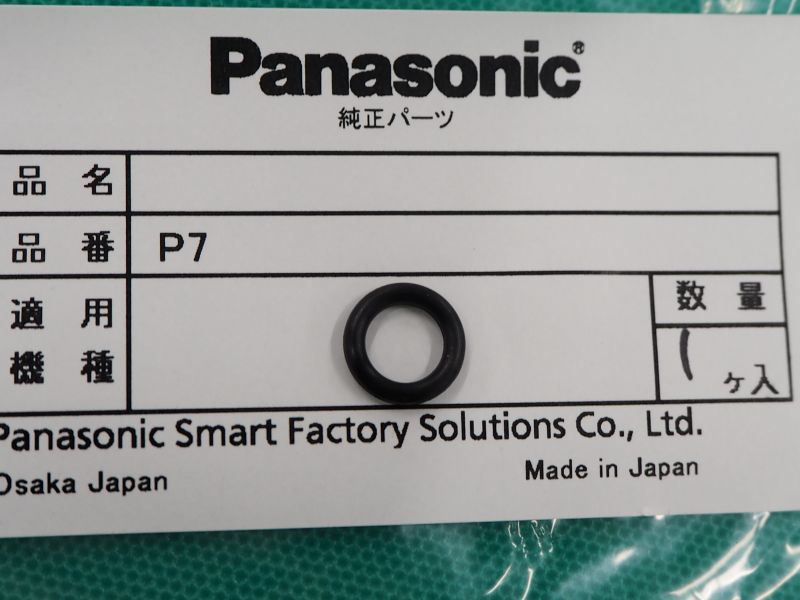 Panasonic®
純正パーツ
品 名
品 番 P7
適 用
機 種
数 量
1 ヶ入
Panasonic Smart Factory Solutions Co., Ltd.
Osaka Japan Made in Japan